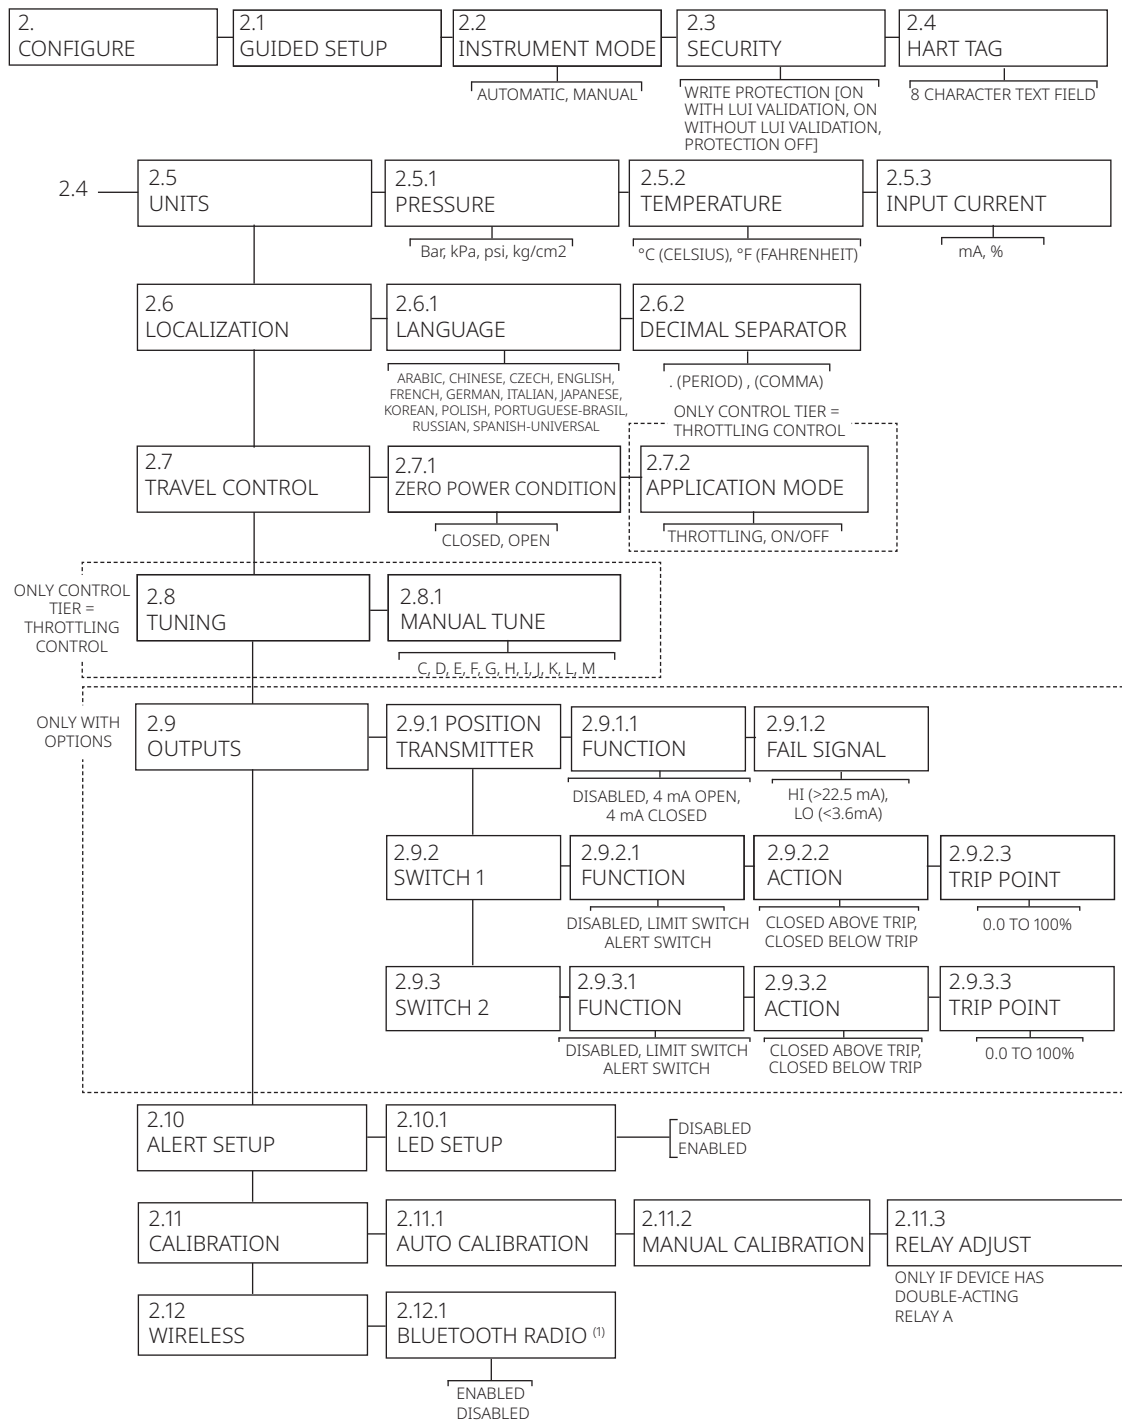 2.
CONFIGURE
2.1
GUIDED SETUP
2.2
INSTRUMENT MODE
AUTOMATIC, MANUAL
2.3
SECURITY
WRITE PROTECTION [ON
WITH LUI VALIDATION, ON
WITHOUT LUI VALIDATION,
PROTECTION OFF]
2.4
HART TAG
8 CHARACTER TEXT FIELD
2.4
2.5
UNITS
2.5.1
PRESSURE
Bar, kPa, psi, kg/cm2
2.5.2
TEMPERATURE
°C (CELSIUS), °F (FAHRENHEIT)
2.5.3
INPUT CURRENT
mA, %
2.6
LOCALIZATION
2.6.1
LANGUAGE
ARABIC, CHINESE, CZECH, ENGLISH,
FRENCH, GERMAN, ITALIAN, JAPANESE,
KOREAN, POLISH, PORTUGUESE-BRASIL,
RUSSIAN, SPANISH-UNIVERSAL
2.6.2
DECIMAL SEPARATOR
. (PERIOD) , (COMMA)
ONLY CONTROL TIER =
THROTTLING CONTROL
2.7
TRAVEL CONTROL
2.7.1
ZERO POWER CONDITION
CLOSED, OPEN
2.7.2
APPLICATION MODE
THROTTLING, ON/OFF
ONLY CONTROL
TIER =
THROTTLING
CONTROL
2.8
TUNING
2.8.1
MANUAL TUNE
C, D, E, F, G, H, I, J, K, L, M
ONLY WITH
OPTIONS
2.9
OUTPUTS
2.9.1 POSITION
TRANSMITTER
2.9.1.1
FUNCTION
DISABLED, 4 mA OPEN,
4 mA CLOSED
2.9.1.2
FAIL SIGNAL
HI (>22.5 mA),
LO (<3.6mA)
2.9.2
SWITCH 1
2.9.2.1
FUNCTION
DISABLED, LIMIT SWITCH
ALERT SWITCH
2.9.2.2
ACTION
CLOSED ABOVE TRIP,
CLOSED BELOW TRIP
2.9.2.3
TRIP POINT
0.0 TO 100%
2.9.3
SWITCH 2
2.9.3.1
FUNCTION
DISABLED, LIMIT SWITCH
ALERT SWITCH
2.9.3.2
ACTION
CLOSED ABOVE TRIP,
CLOSED BELOW TRIP
2.9.3.3
TRIP POINT
0.0 TO 100%
2.10
ALERT SETUP
2.10.1
LED SETUP
DISABLED
ENABLED
2.11
CALIBRATION
2.11.1
AUTO CALIBRATION
2.11.2
MANUAL CALIBRATION
2.11.3
RELAY ADJUST
ONLY IF DEVICE HAS
DOUBLE-ACTING
RELAY A
2.12
WIRELESS
2.12.1
BLUETOOTH RADIO (1)
ENABLED
DISABLED